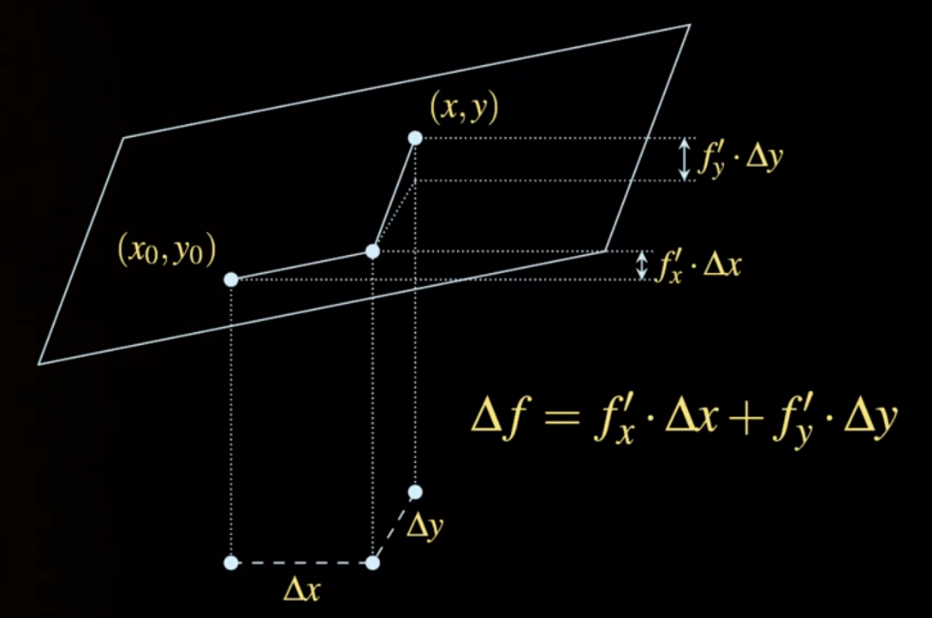 (x, y)
f′y · Δy
(x0, y0)
f′x · Δx
Δf = f′x · Δx + f′y · Δy
Δy
Δx